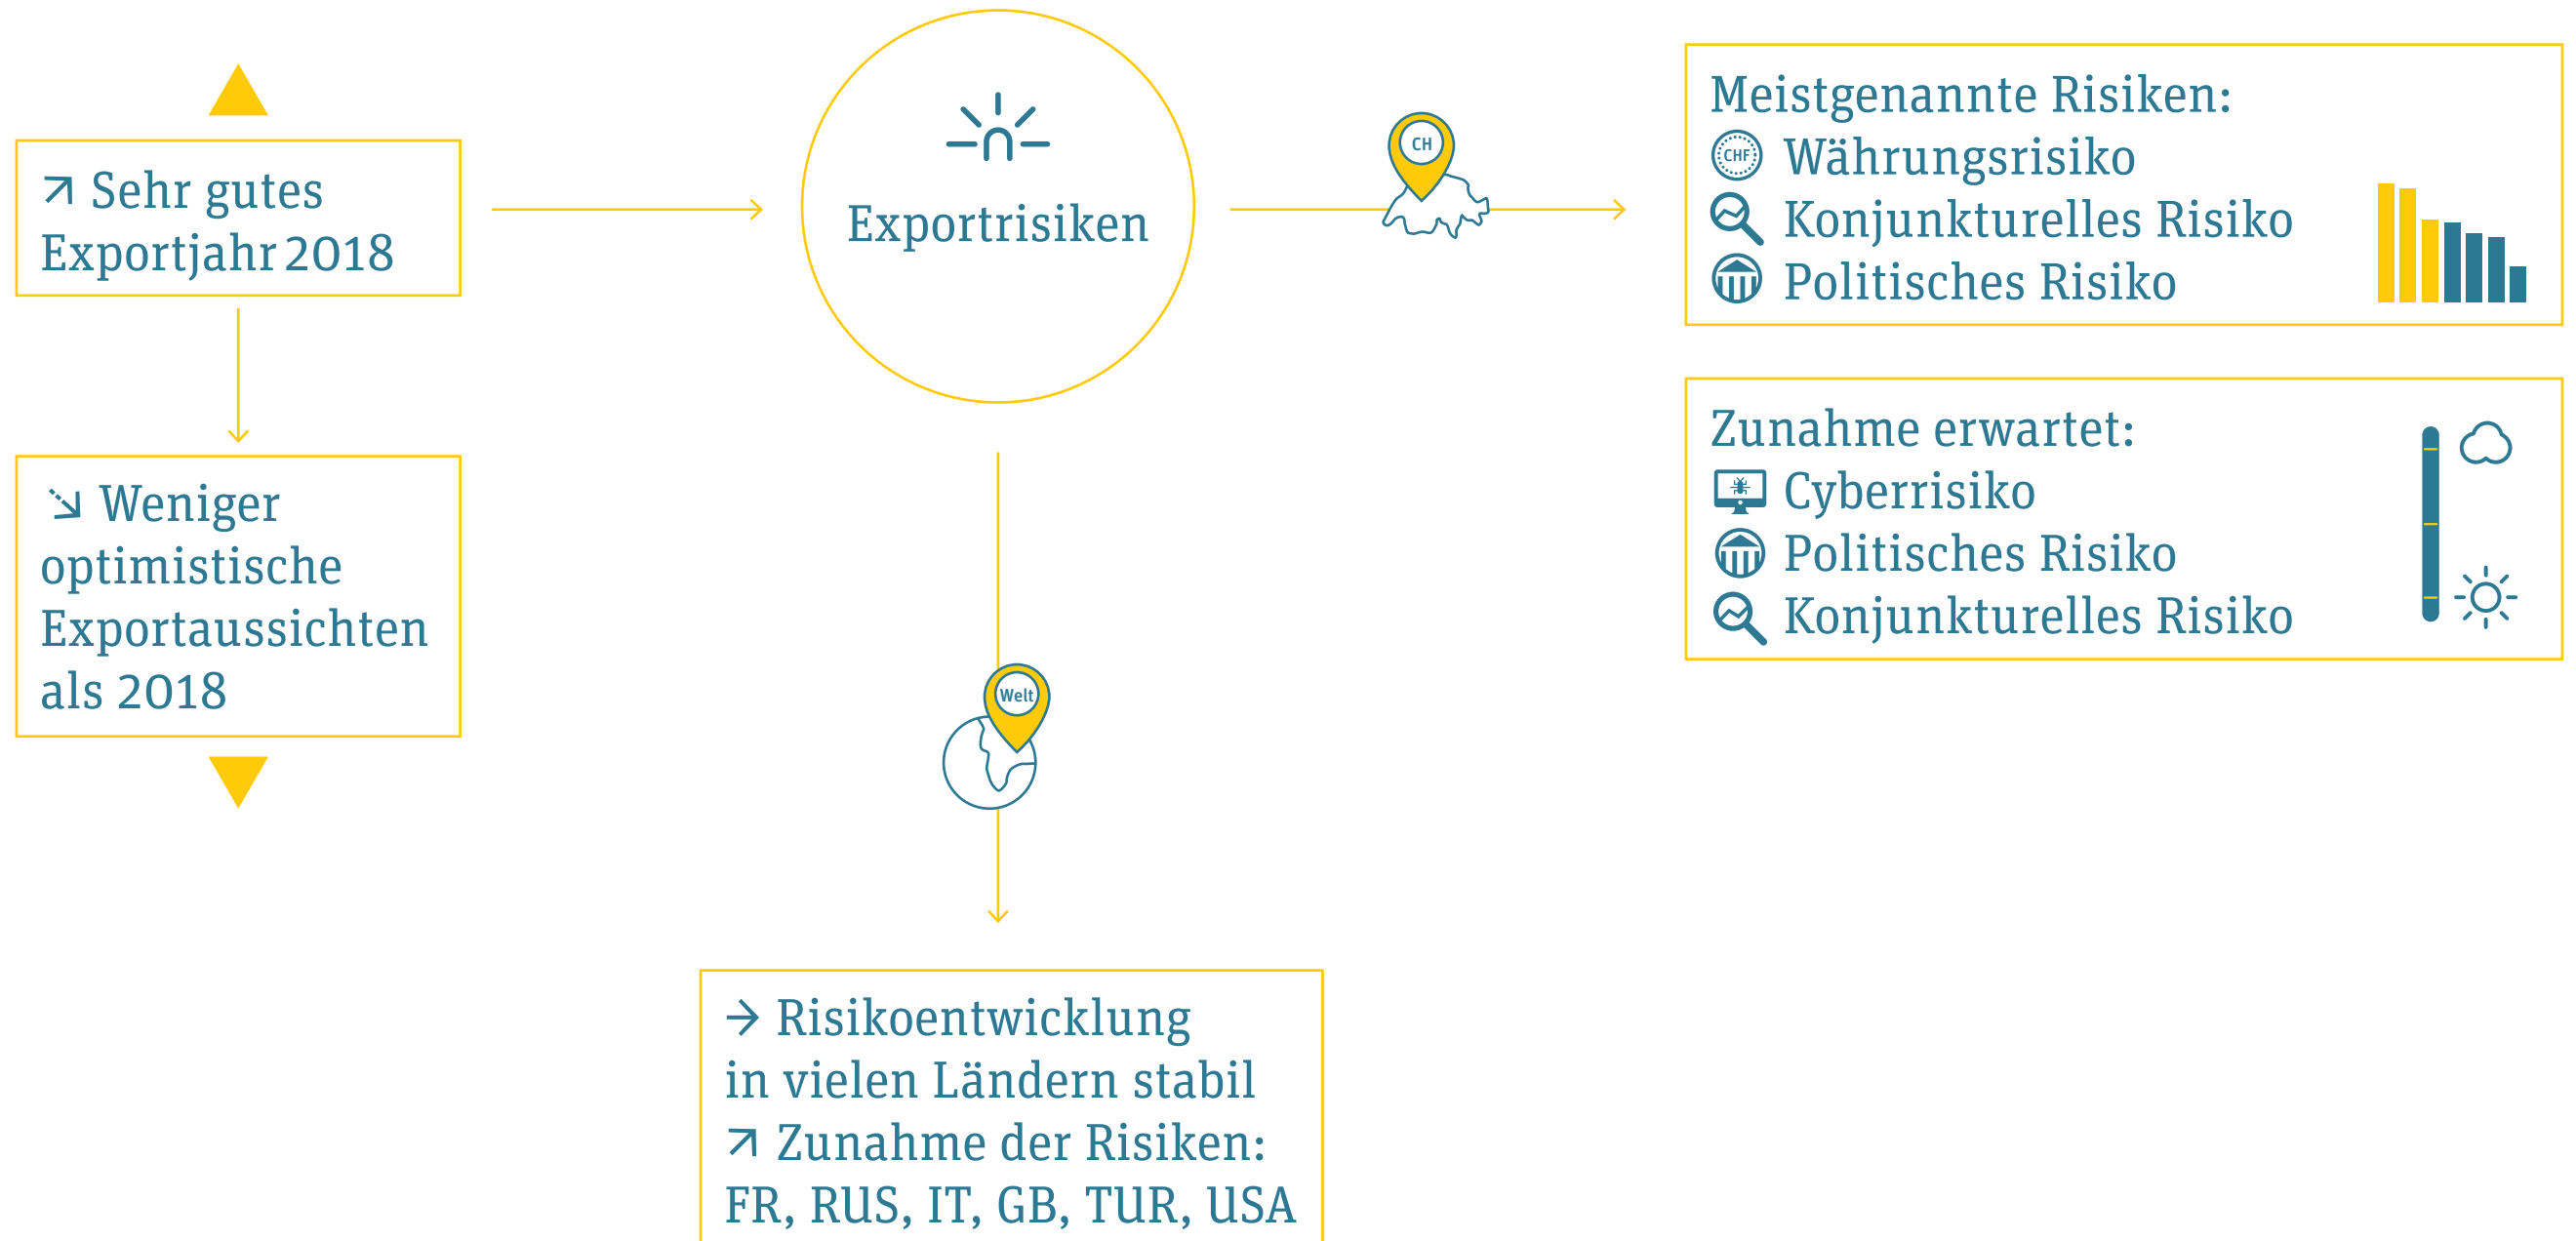 Sehr gutes
Exportjahr 2018
Weniger
optimistische
Exportaussichten
als 2018
Exportrisiken
CH
Meistgenannte Risiken:
CHF
Währungsrisiko
Konjunkturelles Risiko
Politisches Risiko
Zunahme erwartet:
Cyberrisiko
Politisches Risiko
Konjunkturelles Risiko
Welt
Risikoentwicklung
in vielen Ländern stabil
Zunahme der Risiken:
FR, RUS, IT, GB, TUR, USA